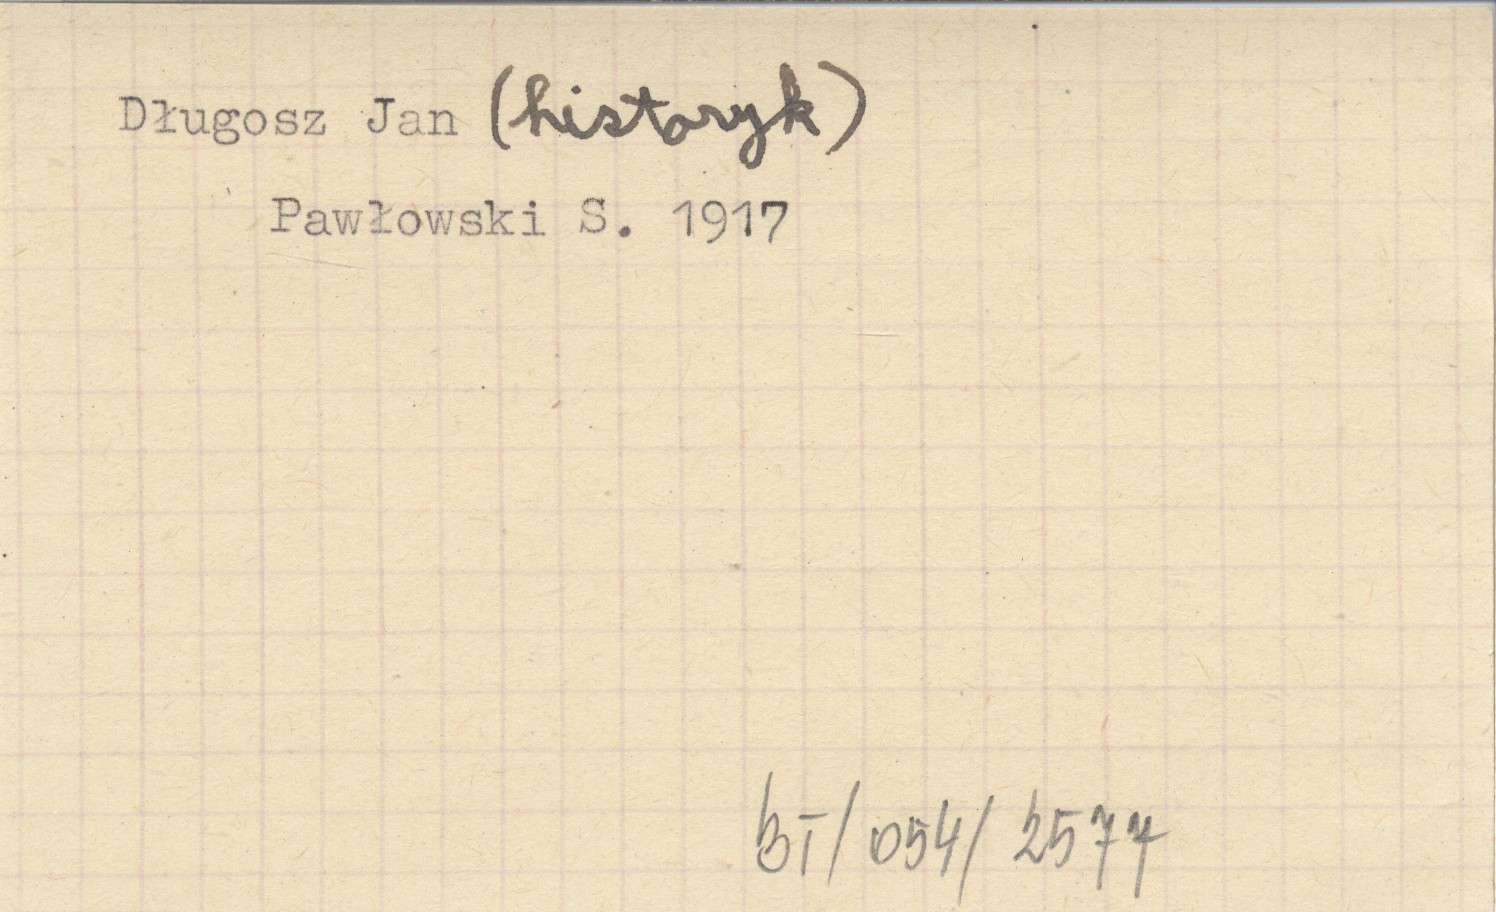 Długosz Jan (historyk)
Pawłowski S. 1917
BI/054/2577